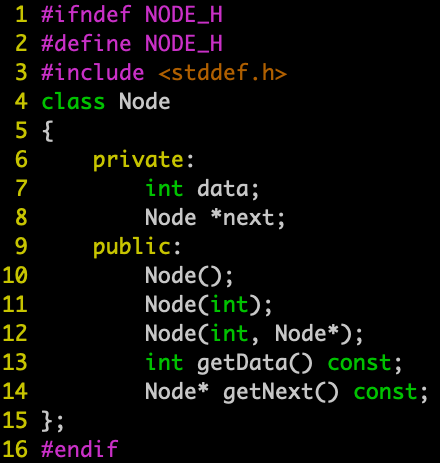 1 #ifndef NODE_H
2 #define NODE_H
3 #include <stddef.h>
4 class Node
5 {
6     private:
7         int data;
8         Node *next;
9     public:
10         Node();
11         Node(int);
12         Node(int, Node*);
13         int getData() const;
14         Node* getNext() const;
15 };
16 #endif